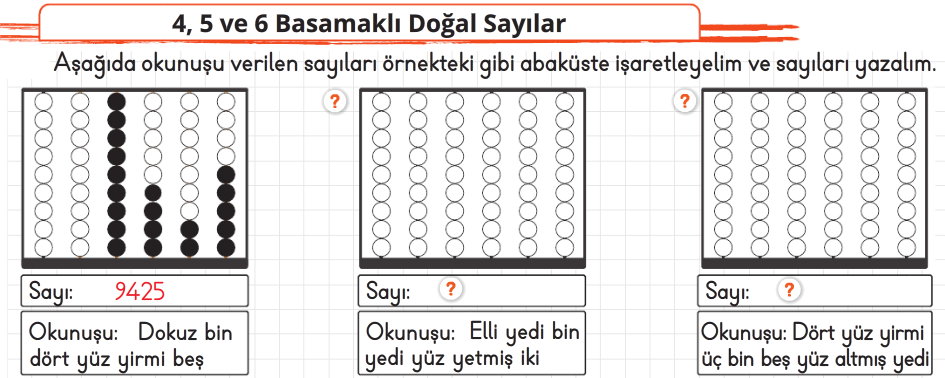 4, 5 ve 6 Basamaklı Doğal Sayılar
Aşağıda okunuşu verilen sayıları örnekteki gibi abaküste işaretleyelim ve sayıları yazalım.
?
?
Sayı: 9425
Okunuşu: Dokuz bin
dört yüz yirmi beş
Sayı: ?
Okunuşu: Elli yedi bin
yedi yüz yetmiş iki
Sayı: ?
Okunuşu: Dört yüz yirmi
üç bin beş yüz altmış yedi